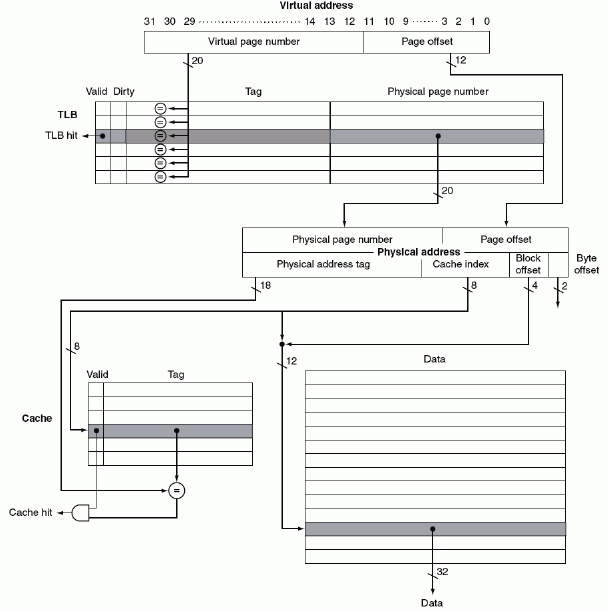 Virtual address
31 30 29 ··················· 14 13 12 11 10 9 ······· 3 2 1 0
Virtual page number Page offset
20 12
Valid Dirty Tag Physical page number
TLB
=
=
TLB hit =
=
=
=
20
Physical page number Page offset
Physical address
Physical address tag Cache index Block offset Byte offset
18 8 4 2
8
12
Data
Valid Tag
Cache
=
Cache hit
32
Data